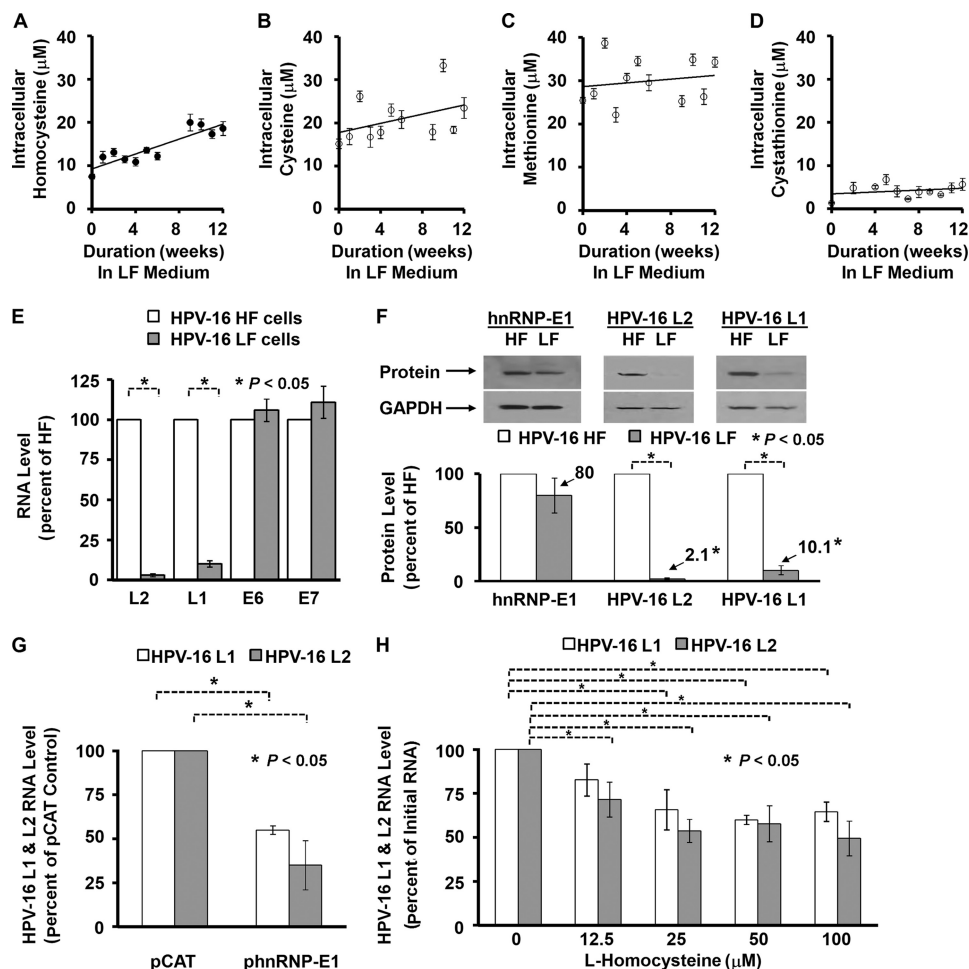 A
Intracellular
Homocysteine (µM)
40
30
20
10
0
0 4 8 12
Duration (weeks)
In LF Medium
B
Intracellular
Cysteine (µM)
40
30
20
10
0
0 4 8 12
Duration (weeks)
In LF Medium
C
Intracellular
Methionine (µM)
40
30
20
10
0
0 4 8 12
Duration (weeks)
In LF Medium
D
Intracellular
Cystathionine (µM)
40
30
20
10
0
0 4 8 12
Duration (weeks)
In LF Medium
E
HPV-16 HF cells
HPV-16 LF cells
RNA Level
(percent of HF)
125
100
75
50
25
0
* * * P < 0.05
L2 L1 E6 E7
F
hnRNP-E1 HPV-16 L2 HPV-16 L1
HF LF HF LF HF LF
Protein
GAPDH
HPV-16 HF HPV-16 LF * P < 0.05
Protein Level
(percent of HF)
100
50
0
* *
80
2.1*
10.1*
hnRNP-E1 HPV-16 L2 HPV-16 L1
G
HPV-16 L1 HPV-16 L2
HPV-16 L1 & L2 RNA Level
(percent of pCAT Control)
100
75
50
25
0
*
*
* P < 0.05
pCAT phnRNP-E1
H
HPV-16 L1 HPV-16 L2
HPV-16 L1 & L2 RNA Level
(percent of Initial RNA)
100
75
50
25
0
*
*
*
*
*
*
*
* P < 0.05
0 12.5 25 50 100
L-Homocysteine (µM)